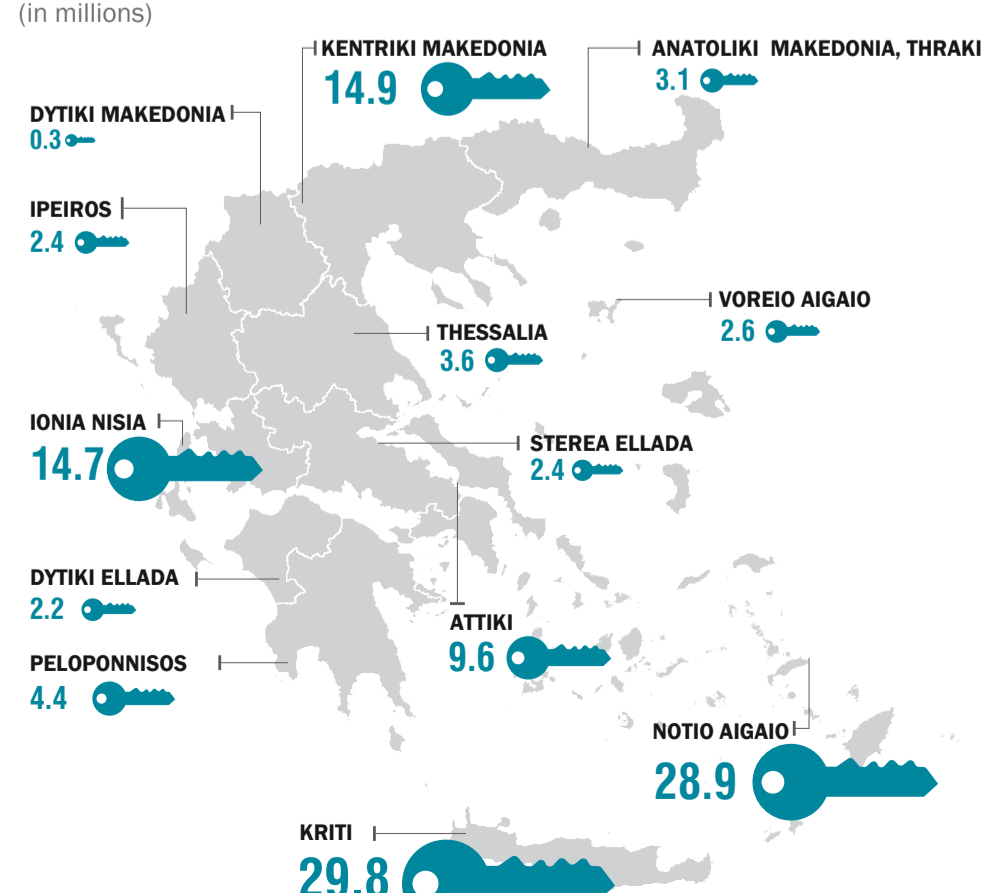 (in millions)
KENTRIKI MAKEDONIA
14.9
ANATOLIKI MAKEDONIA, THRAKI
3.1
DYTIKI MAKEDONIA
0.3
IPEIROS
2.4
VOREIO AIGAIO
2.6
THESSALIA
3.6
IONIA NISIA
14.7
STEREA ELLADA
2.4
DYTIKI ELLADA
2.2
ATTIKI
9.6
PELOPONNISOS
4.4
NOTIO AIGAIO
28.9
KRITI
29.8